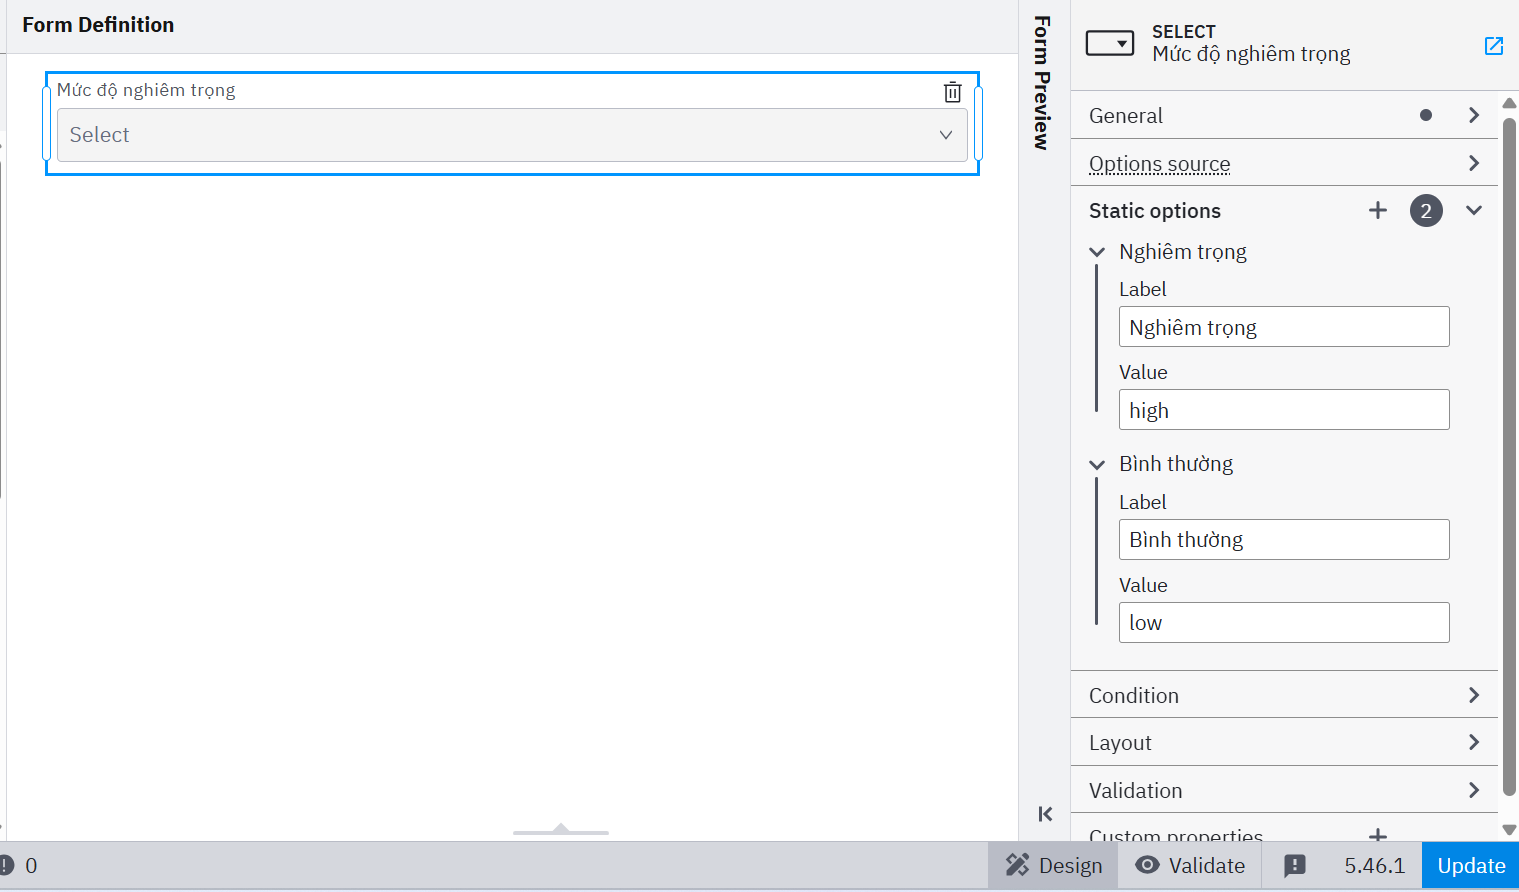 Form Definition
Mức độ nghiêm trọng
Select
Form Preview
SELECT
Mức độ nghiêm trọng
General
Options source
Static options
2
Nghiêm trọng
Label
Nghiêm trọng
Value
high
Bình thường
Label
Bình thường
Value
low
Condition
Layout
Validation
Custom properties
0
Design
Validate
5.46.1
Update